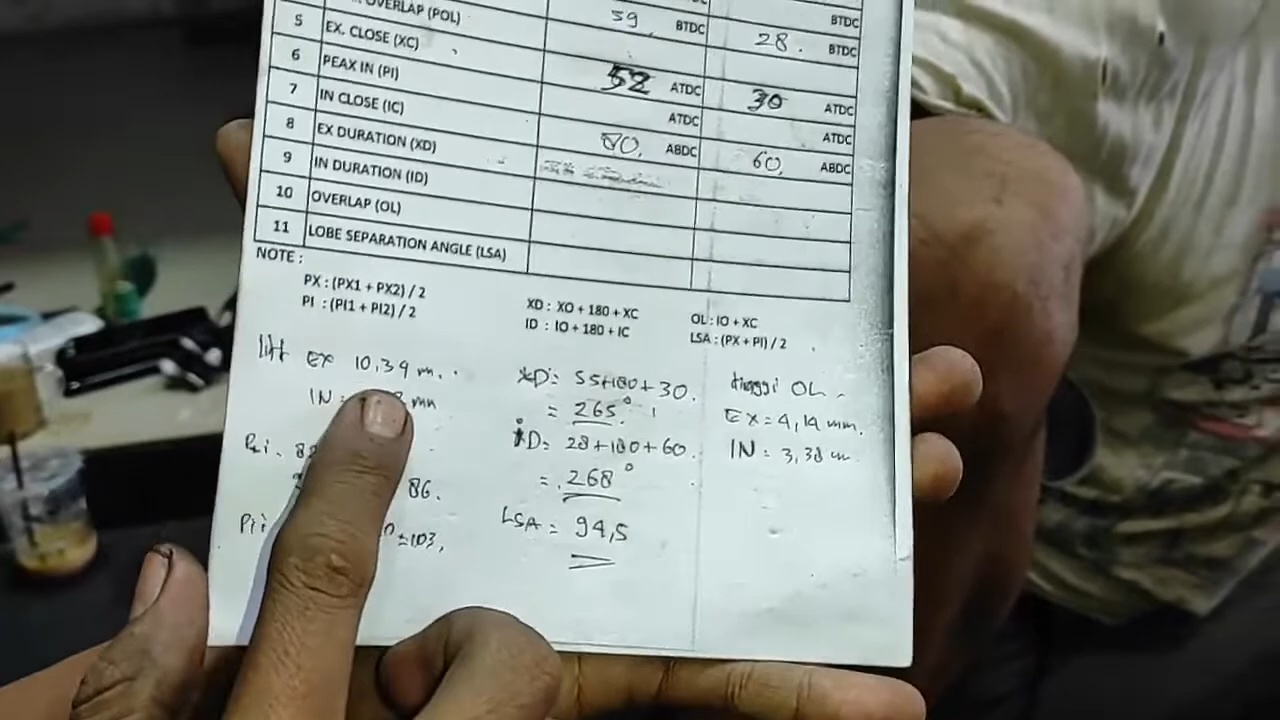 OVERLAP (POL) 59 BTDC 28. BTDC
BTDC
5 EX. CLOSE (XC)
6 PEAX IN (PI) 52 ATDC 30 ATDC
7 IN CLOSE (IC) ATDC ATDC
8 EX DURATION (XD) 80. ABDC 60. ABDC
9 IN DURATION (ID)
10 OVERLAP (OL)
11 LOBE SEPARATION ANGLE (LSA)
NOTE :
PX : (PX1 + PX2) / 2
PI : (PI1 + PI2) / 2
XD : XO + 180 + XC
ID : IO + 180 + IC
OL : IO + XC
LSA : (PX + PI) / 2
lift EX 10.39 m.
IN: mm
86.
±103,
XD: 55+180+30.
= 265°
iD= 28+180+60.
= 268°
LSA = 94,5
tinggi OL
EX = 4,14 mm.
IN = 3,38 m